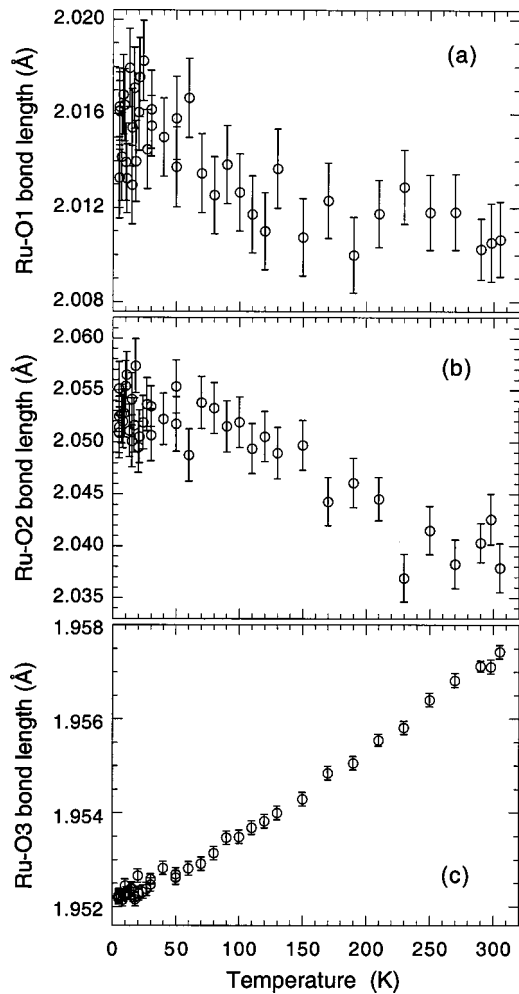 2.020
2.016
2.012
2.008
Ru-O1 bond length (Å)
(a)
2.060
2.055
2.050
2.045
2.040
2.035
Ru-O2 bond length (Å)
(b)
1.958
1.956
1.954
1.952
Ru-O3 bond length (Å)
(c)
0 50 100 150 200 250 300
Temperature (K)